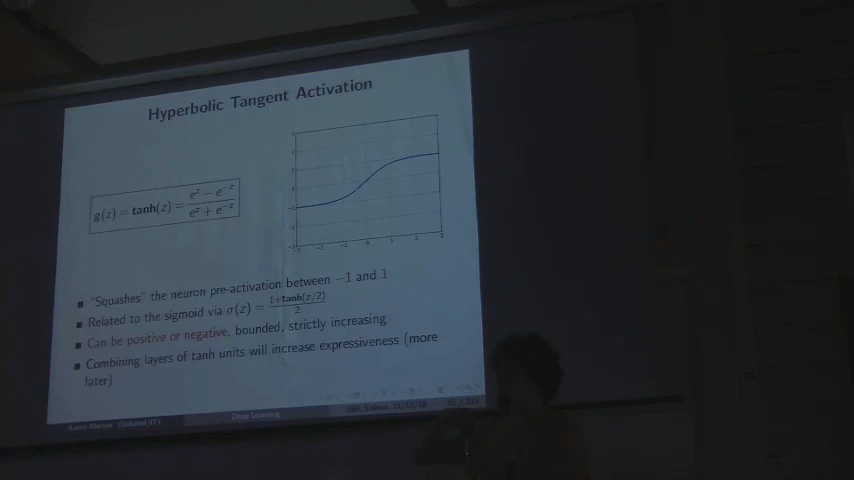 Hyperbolic Tangent Activation
g(z) = tanh(z) = (e^z − e^{−z}) / (e^z + e^{−z})
■ "Squashes" the neuron pre-activation between −1 and 1
■ Related to the sigmoid via σ(z) = (1+tanh(z/2)) / 2
■ Can be positive or negative, bounded, strictly increasing
■ Combining layers of tanh units will increase expressiveness (more
later)
Deep Learning